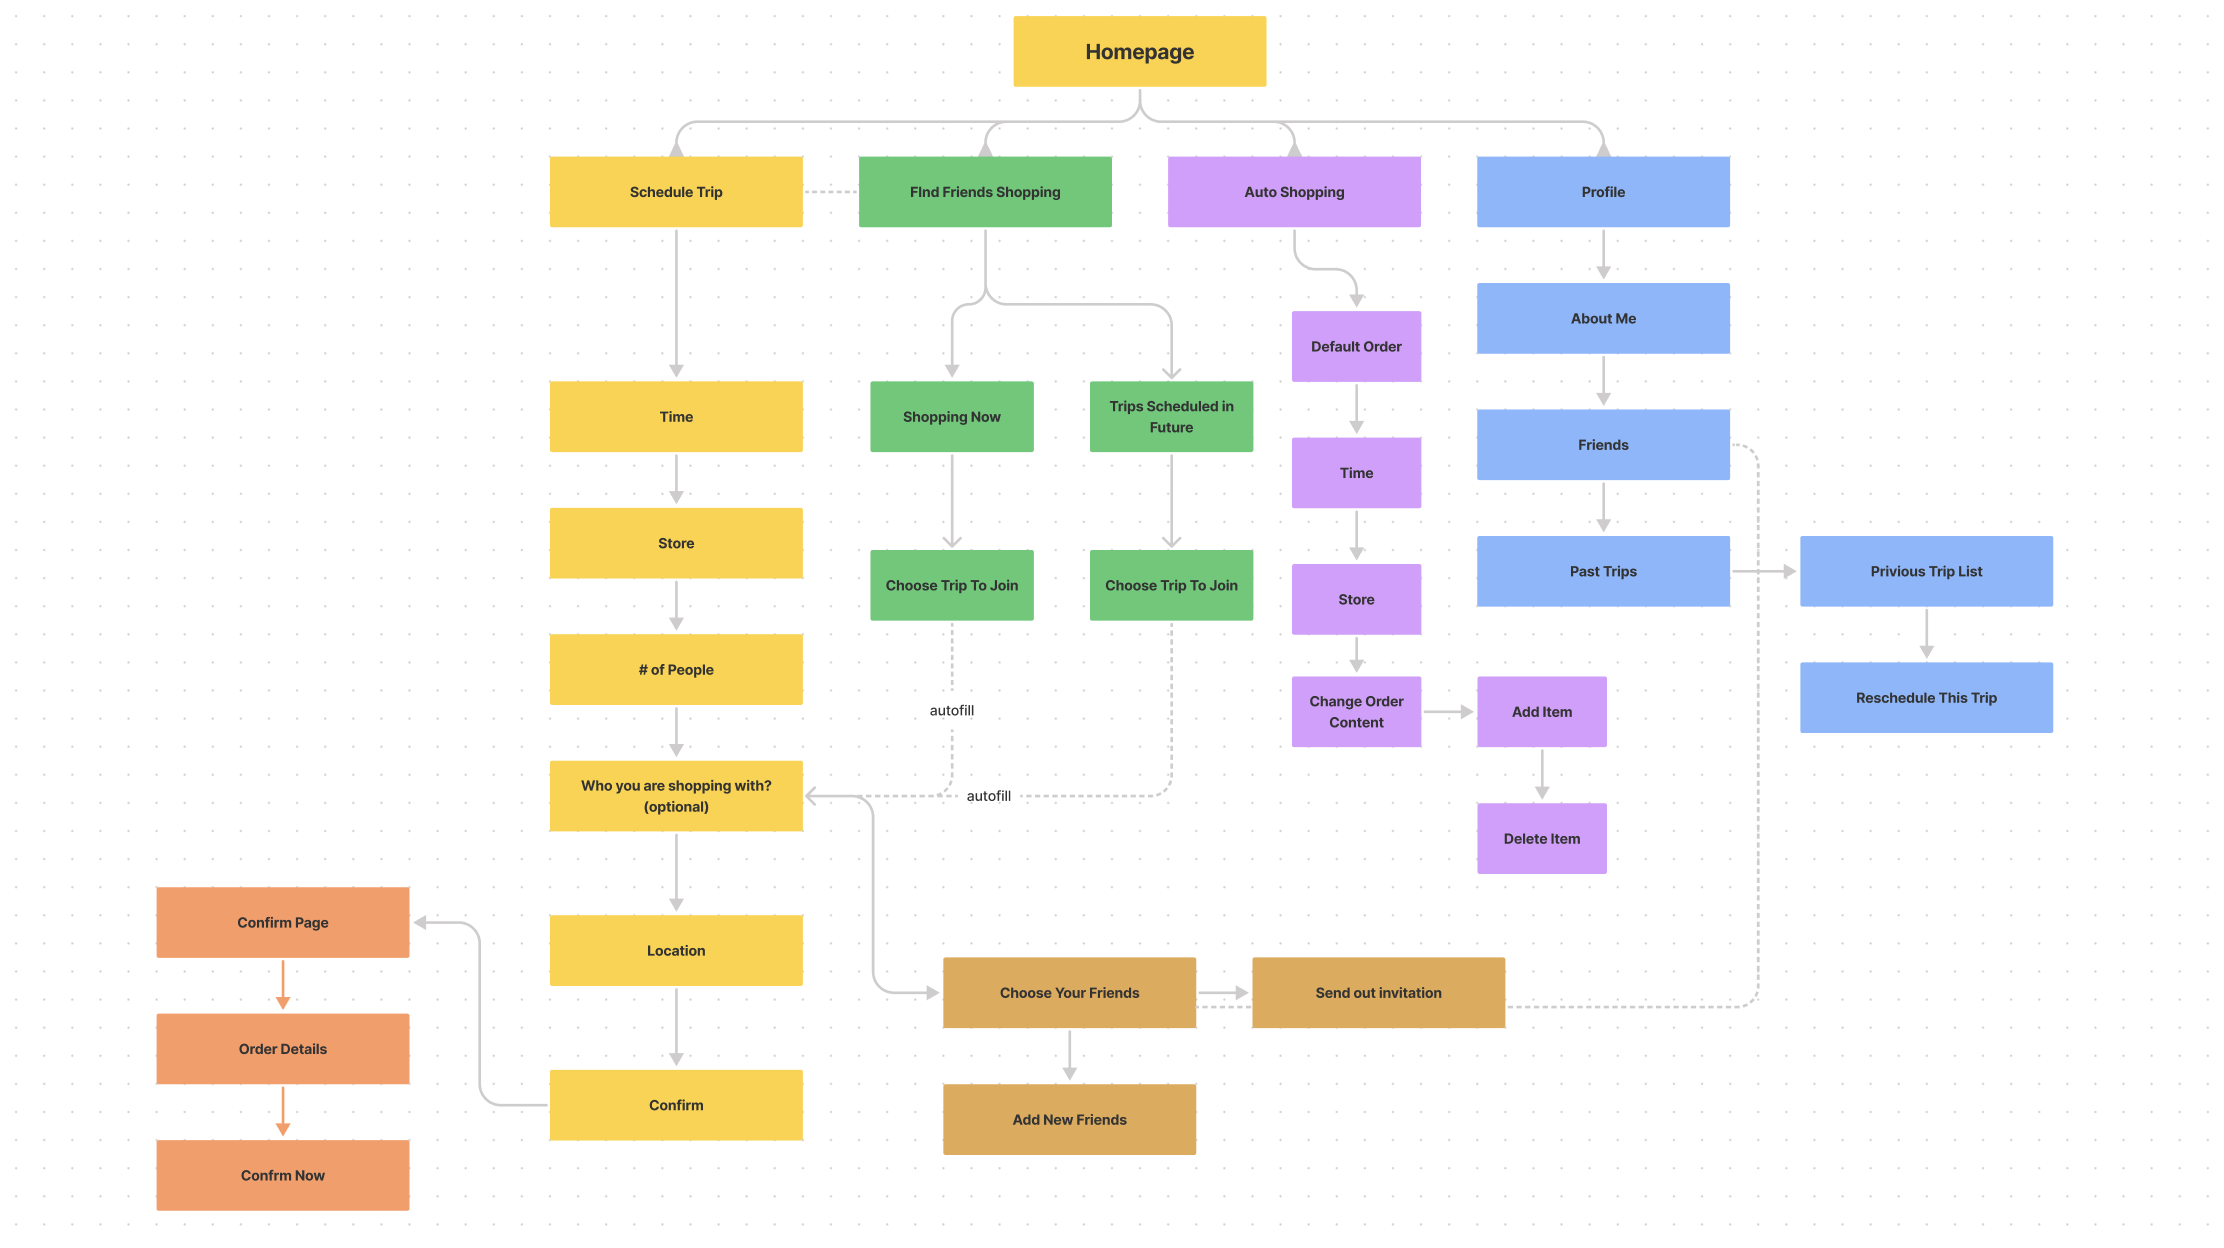 Homepage
Schedule Trip
FInd Friends Shopping
Auto Shopping
Profile
About Me
Default Order
Time
Shopping Now
Trips Scheduled in
Future
Friends
Time
Store
Choose Trip To Join
Choose Trip To Join
Store
Past Trips
Privious Trip List
# of People
Reschedule This Trip
autofill
Change Order
Content
Add Item
Who you are shopping with?
(optional)
autofill
Delete Item
Confirm Page
Location
Choose Your Friends
Send out invitation
Order Details
Confirm
Add New Friends
Confrm Now